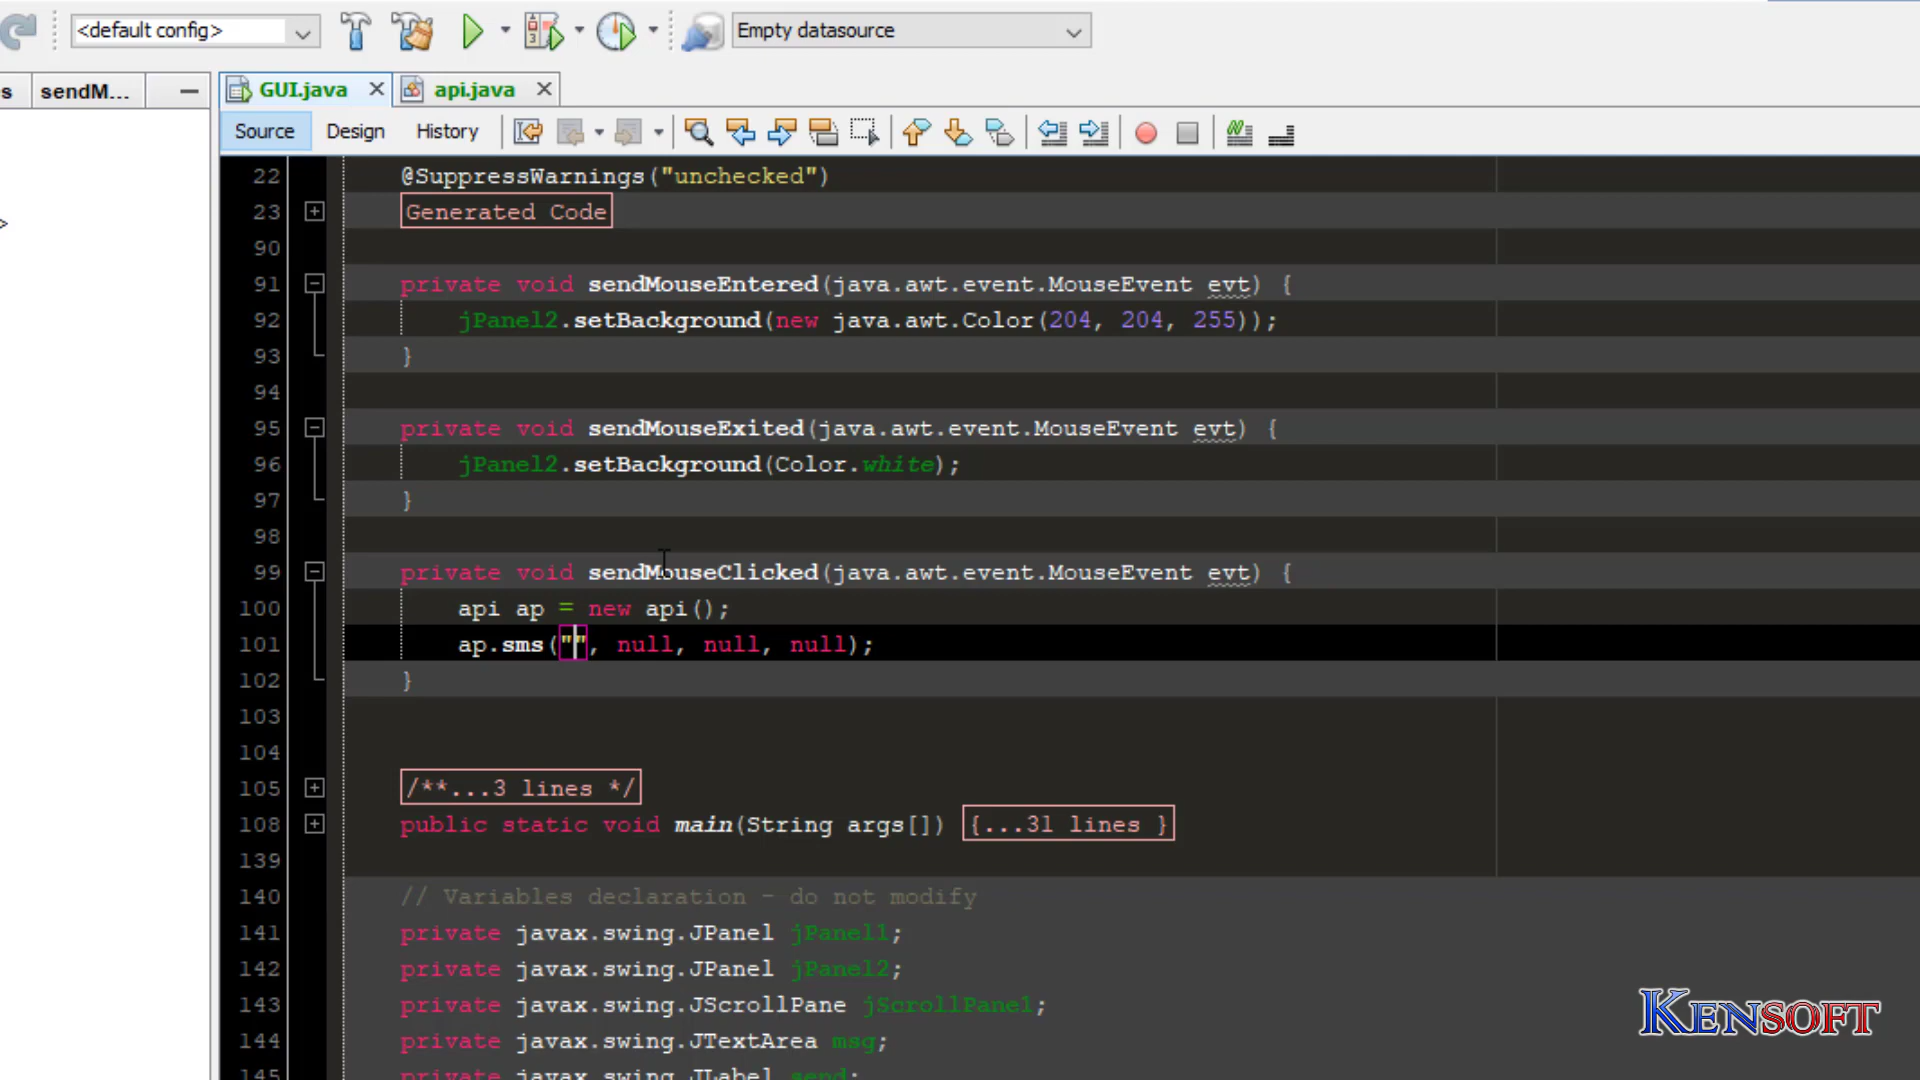 <default config>
Empty datasource
s
sendM...
GUI.java
api.java
Source
Design
History
22 @SuppressWarnings("unchecked")
23 Generated Code
90
91 private void sendMouseEntered(java.awt.event.MouseEvent evt) {
92 jPanel2.setBackground(new java.awt.Color(204, 204, 255));
93 }
94
95 private void sendMouseExited(java.awt.event.MouseEvent evt) {
96 jPanel2.setBackground(Color.white);
97 }
98
99 private void sendMouseClicked(java.awt.event.MouseEvent evt) {
100 api ap = new api();
101 ap.sms("", null, null, null);
102 }
103
104
105 /**...3 lines */
108 public static void main(String args[]) {...31 lines }
139
140 // Variables declaration - do not modify
141 private javax.swing.JPanel jPanel1;
142 private javax.swing.JPanel jPanel2;
143 private javax.swing.JScrollPane jScrollPane1;
144 private javax.swing.JTextArea msg;
145 private javax.swing.JLabel send;
>
KENSOFT